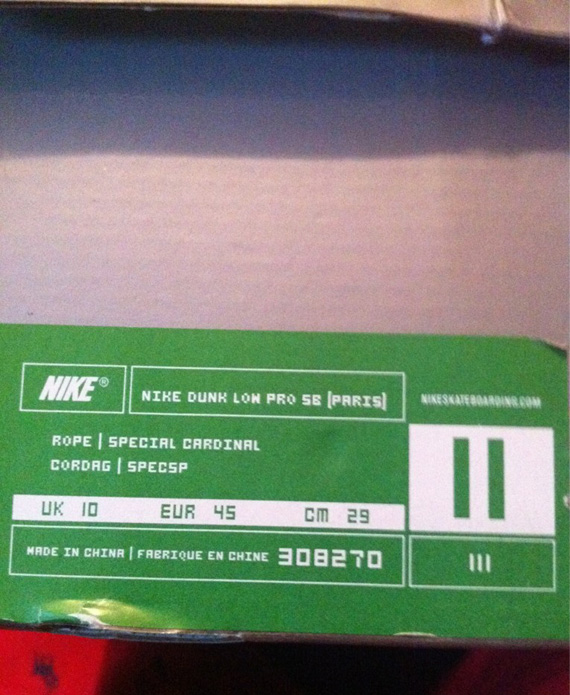 NIKE®
NIKE DUNK LOW PRO SB (PARIS)
NIKESKATEBOARDING.COM
ROPE | SPECIAL CARDINAL
CORDAG | SPECSP
11
UK 10 EUR 45 CM 29
MADE IN CHINA | FABRIQUE EN CHINE 308270
111